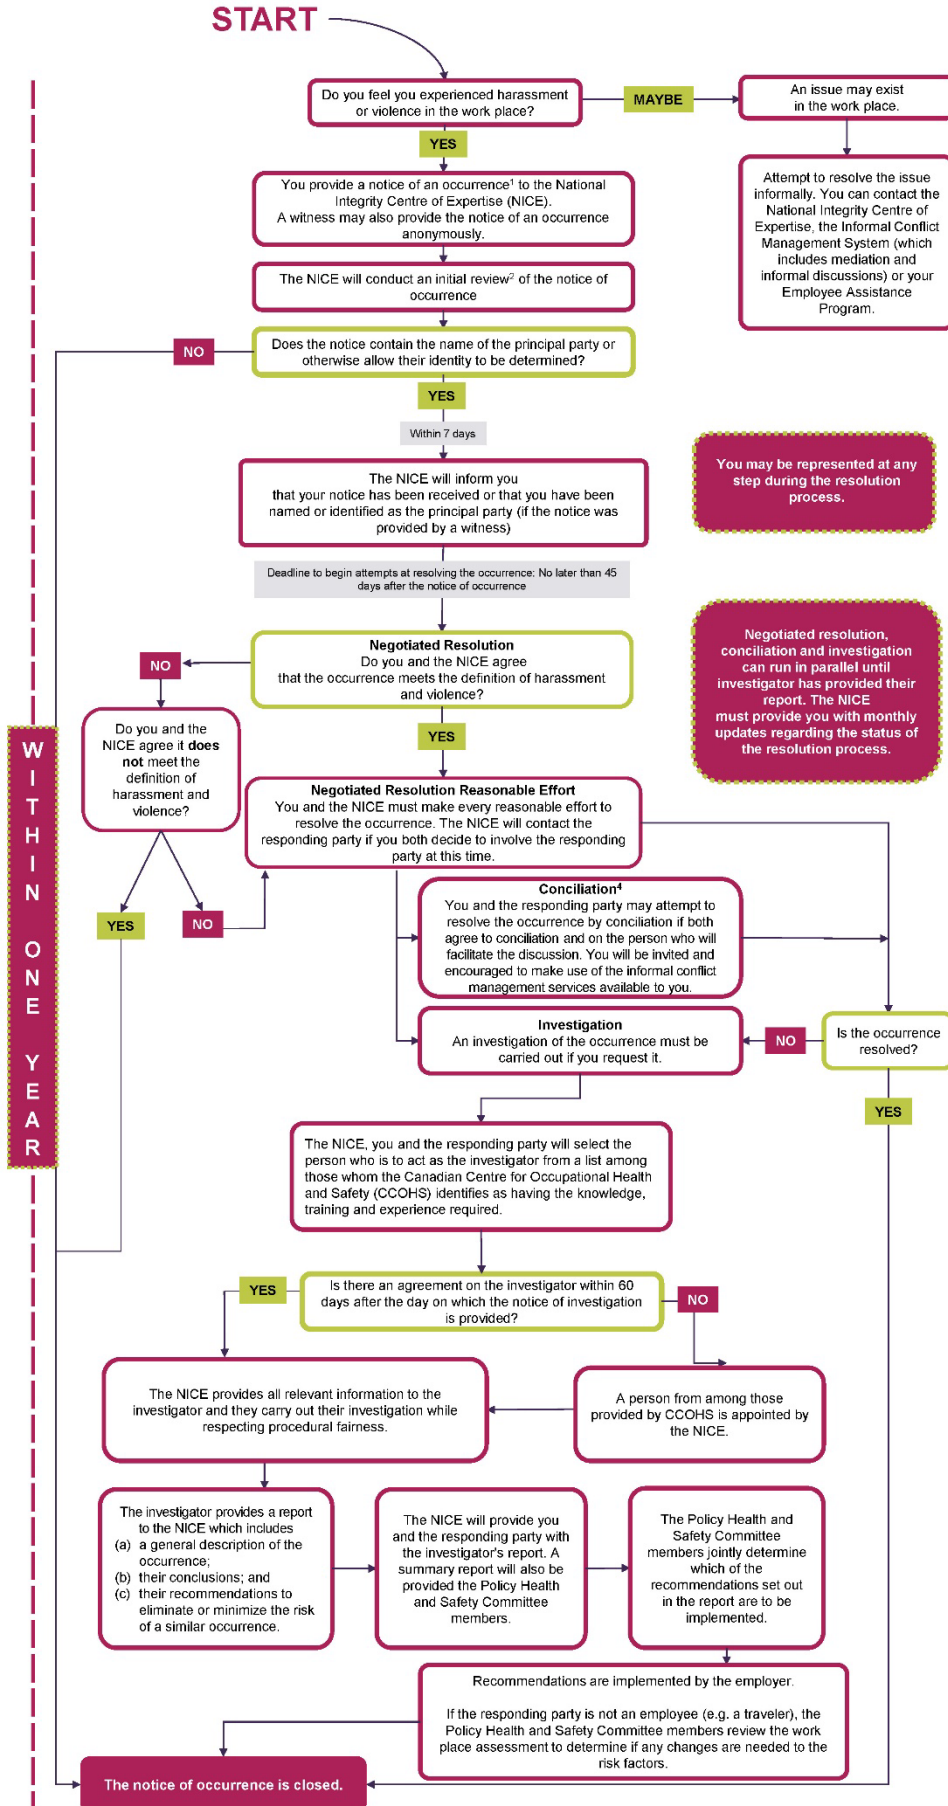 START
Do you feel you experienced harassment
or violence in the work place?
MAYBE
An issue may exist
in the work place.
YES
You provide a notice of an occurrence¹ to the National
Integrity Centre of Expertise (NICE).
A witness may also provide the notice of an occurrence
anonymously.
Attempt to resolve the issue
informally. You can contact the
National Integrity Centre of
Expertise, the Informal Conflict
Management System (which
includes mediation and
informal discussions) or your
Employee Assistance
Program.
The NICE will conduct an initial review² of the notice of
occurrence
NO
Does the notice contain the name of the principal party or
otherwise allow their identity to be determined?
YES
Within 7 days
The NICE will inform you
that your notice has been received or that you have been
named or identified as the principal party (if the notice was
provided by a witness)
You may be represented at any
step during the resolution
process.
Deadline to begin attempts at resolving the occurrence: No later than 45
days after the notice of occurrence
Negotiated Resolution
Do you and the NICE agree
that the occurrence meets the definition of harassment
and violence?
NO
YES
Negotiated resolution,
conciliation and investigation
can run in parallel until
investigator has provided their
report. The NICE
must provide you with monthly
updates regarding the status of
the resolution process.
Do you and the
NICE agree it does
not meet the
definition of
harassment and
violence?
WITHIN ONE YEAR
Negotiated Resolution Reasonable Effort
You and the NICE must make every reasonable effort to
resolve the occurrence. The NICE will contact the
responding party if you both decide to involve the responding
party at this time.
YES
NO
Conciliation⁴
You and the responding party may attempt to
resolve the occurrence by conciliation if both
agree to conciliation and on the person who will
facilitate the discussion. You will be invited and
encouraged to make use of the informal conflict
management services available to you.
Investigation
An investigation of the occurrence must be
carried out if you request it.
NO
Is the occurrence
resolved?
YES
The NICE, you and the responding party will select the
person who is to act as the investigator from a list among
those whom the Canadian Centre for Occupational Health
and Safety (CCOHS) identifies as having the knowledge,
training and experience required.
YES
Is there an agreement on the investigator within 60
days after the day on which the notice of investigation
is provided?
NO
The NICE provides all relevant information to the
investigator and they carry out their investigation while
respecting procedural fairness.
A person from among those
provided by CCOHS is appointed by
the NICE.
The investigator provides a report
to the NICE which includes
(a) a general description of the
occurrence;
(b) their conclusions; and
(c) their recommendations to
eliminate or minimize the risk
of a similar occurrence.
The NICE will provide you
and the responding party with
the investigator's report. A
summary report will also be
provided the Policy Health
and Safety Committee
members.
The Policy Health and
Safety Committee
members jointly determine
which of the
recommendations set out
in the report are to be
implemented.
Recommendations are implemented by the employer.
If the responding party is not an employee (e.g. a traveler), the
Policy Health and Safety Committee members review the work
place assessment to determine if any changes are needed to the
risk factors.
The notice of occurrence is closed.